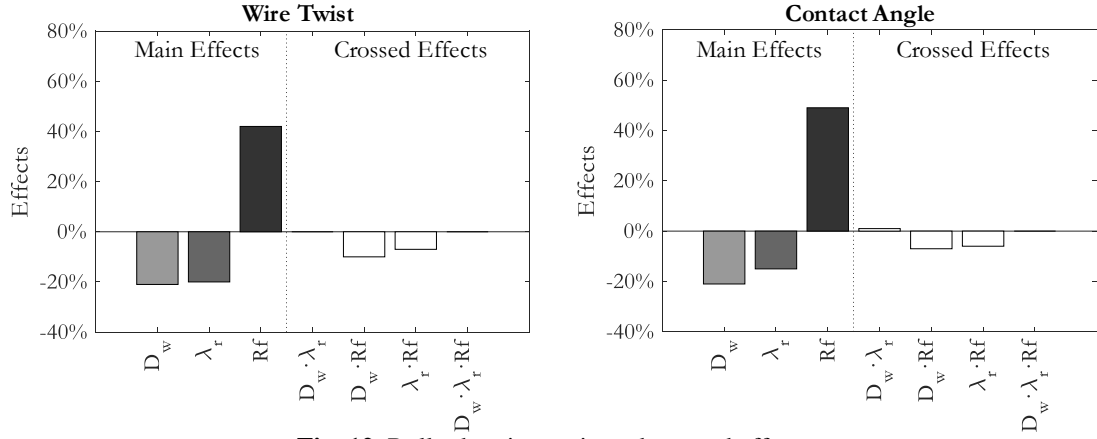 Wire Twist
80%
60%
40%
20%
0%
-20%
-40%
Effects
Main Effects
Crossed Effects
D_w
λ_r
Rf
D_w·λ_r
D_w·Rf
λ_r·Rf
D_w·λ_r·Rf
Contact Angle
80%
60%
40%
20%
0%
-20%
-40%
Effects
Main Effects
Crossed Effects
D_w
λ_r
Rf
D_w·λ_r
D_w·Rf
λ_r·Rf
D_w·λ_r·Rf